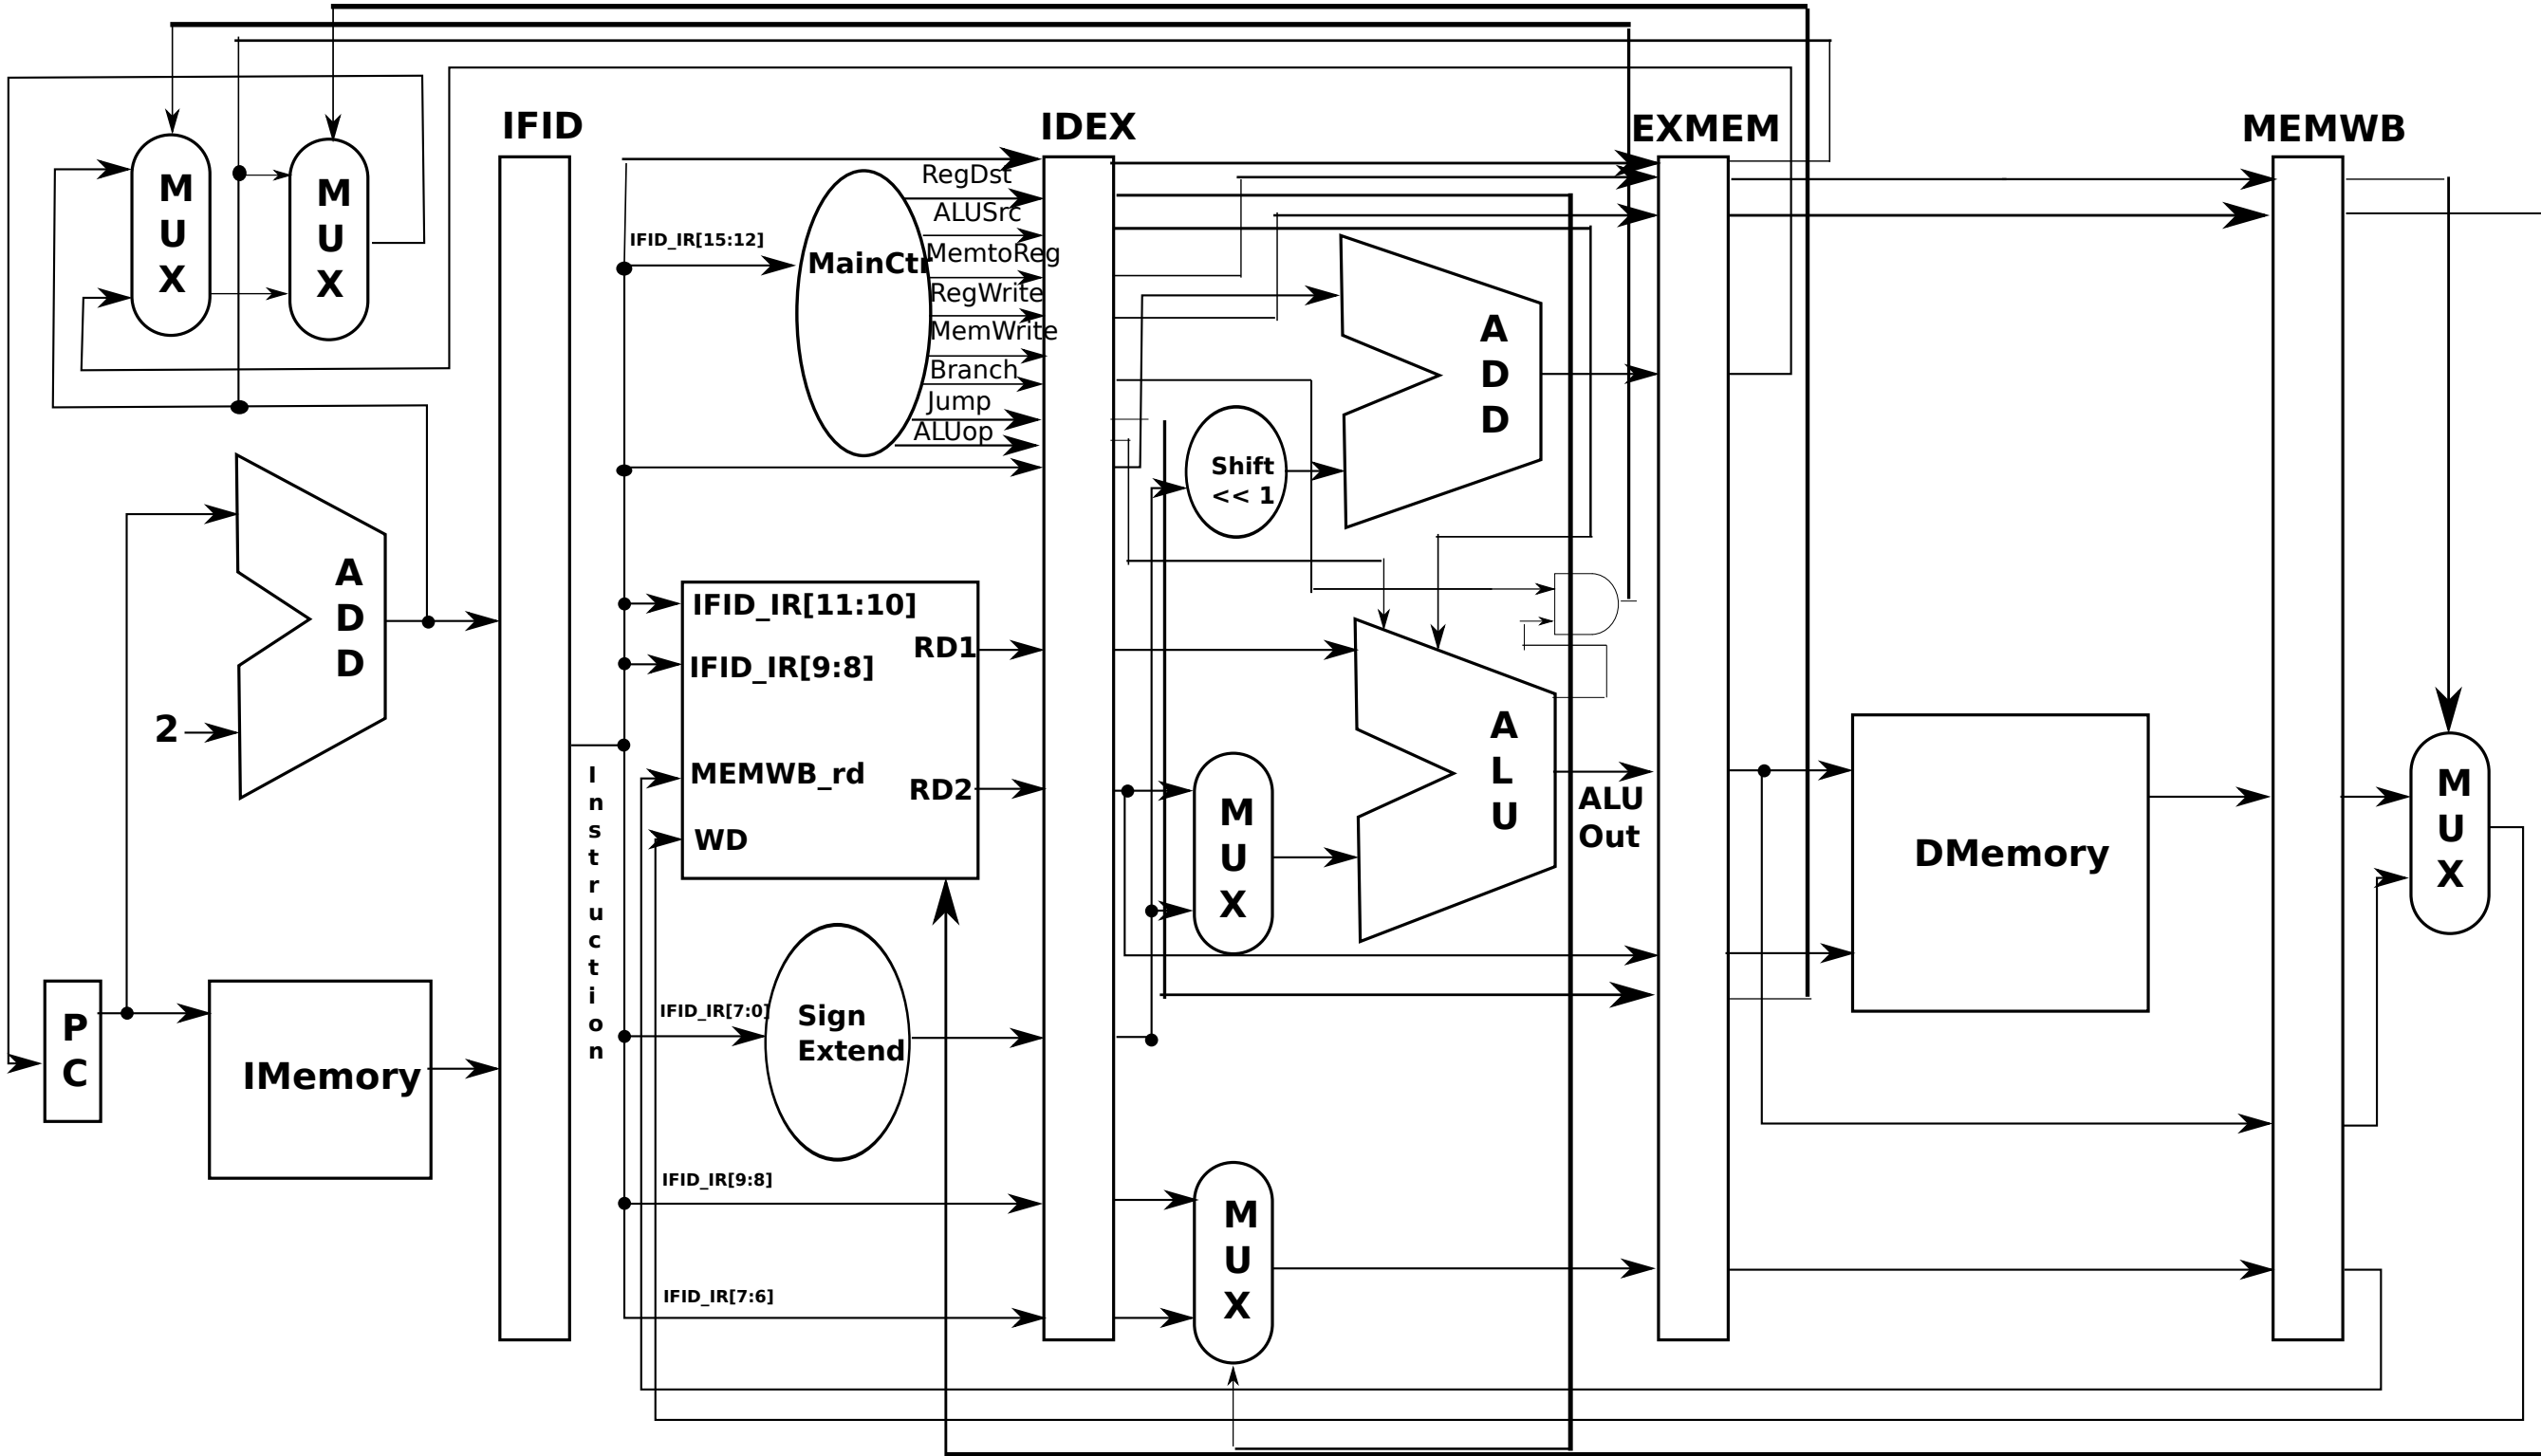 IFID
IDEX
EXMEM
MEMWB
M
U
X
M
U
X
RegDst
ALUSrc
IFID_IR[15:12]
MainCtr
MemtoReg
RegWrite
MemWrite
Branch
Jump
ALUop
A
D
D
Shift
<< 1
A
D
D
2
IFID_IR[11:10]
RD1
IFID_IR[9:8]
MEMWB_rd
RD2
WD
I
n
s
t
r
u
c
t
i
o
n
M
U
X
A
L
U
ALU
Out
DMemory
M
U
X
P
C
IMemory
IFID_IR[7:0]
Sign
Extend
IFID_IR[9:8]
IFID_IR[7:6]
M
U
X